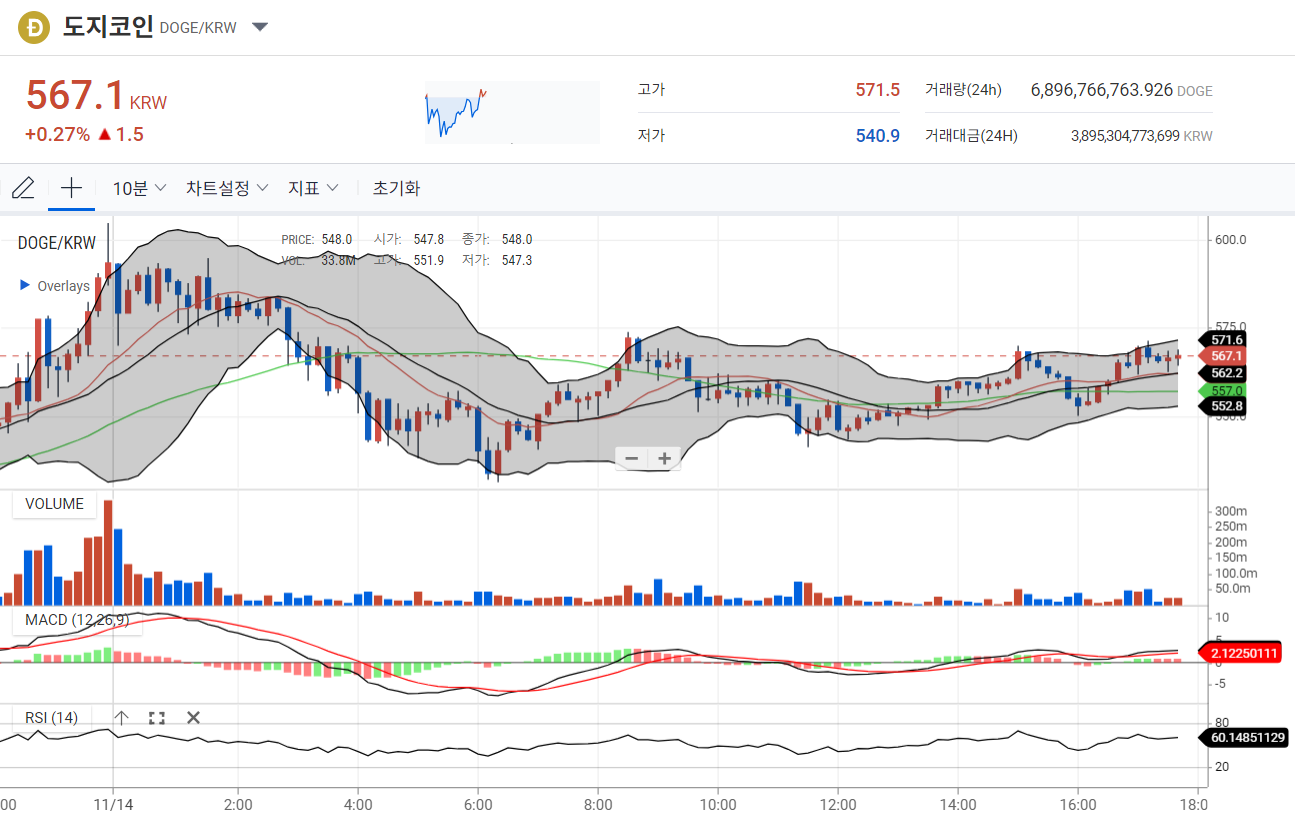 도지코인 DOGE/KRW
567.1 KRW
+0.27% ▲ 1.5
고가 571.5 거래량(24h) 6,896,766,763.926 DOGE
저가 540.9 거래대금(24H) 3,895,304,773,699 KRW
10분 차트설정 지표 초기화
DOGE/KRW
PRICE: 548.0 시가: 547.8 종가: 548.0
VOL: 33.8M 고가: 551.9 저가: 547.3
Overlays
600.0
575.0
571.6
567.1
562.2
557.0
552.8
VOLUME
300m
250m
200m
150m
100.0m
50.0m
MACD (12,26,9)
10
5
2.12250111
0
-5
RSI (14)
80
60.14851129
20
:00 11/14 2:00 4:00 6:00 8:00 10:00 12:00 14:00 16:00 18:0